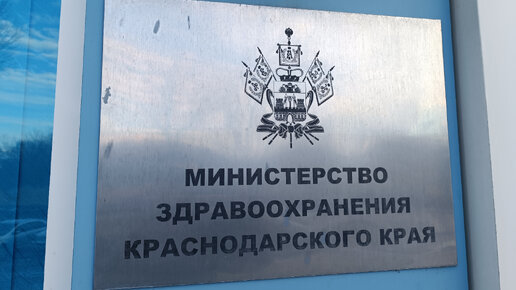 МИНИСТЕРСТВО
ЗДРАВООХРАНЕНИЯ
КРАСНОДАРСКОГО КРАЯ